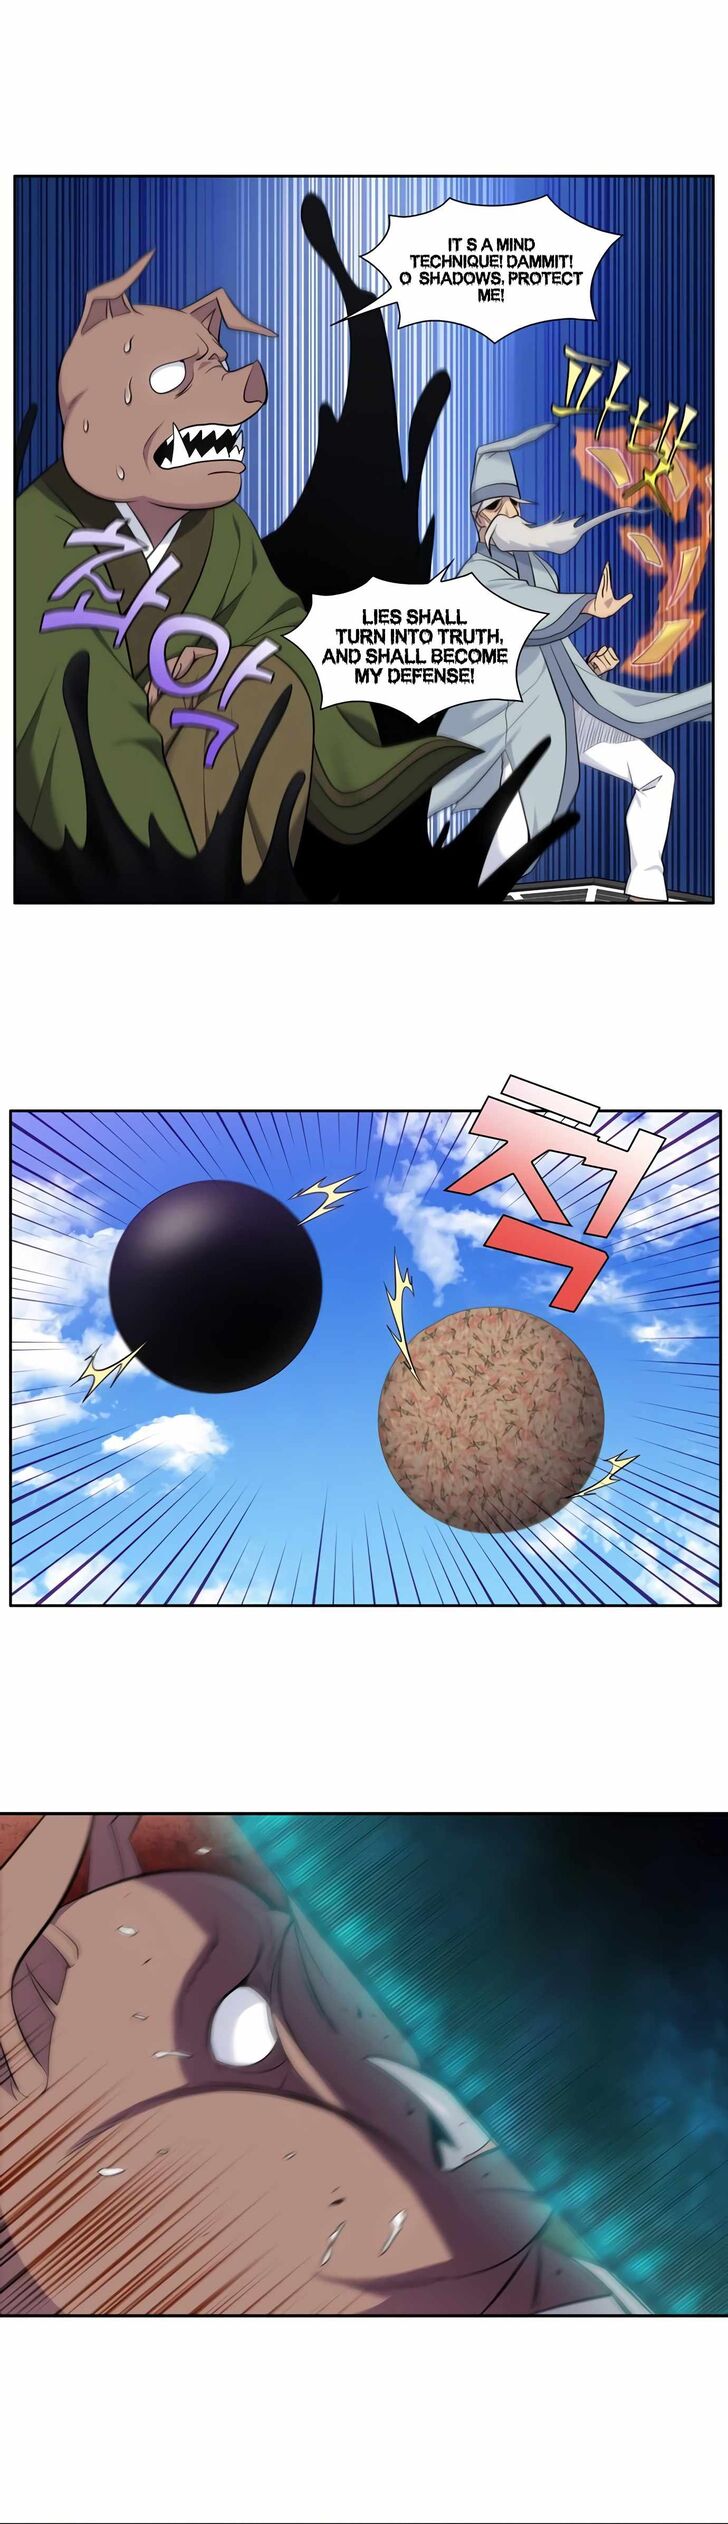 IT S A MIND
TECHNIQUE! DAMMIT!
O SHADOWS, PROTECT
ME!
파밧
촤악
LIES SHALL
TURN INTO TRUTH,
AND SHALL BECOME
MY DEFENSE!
척